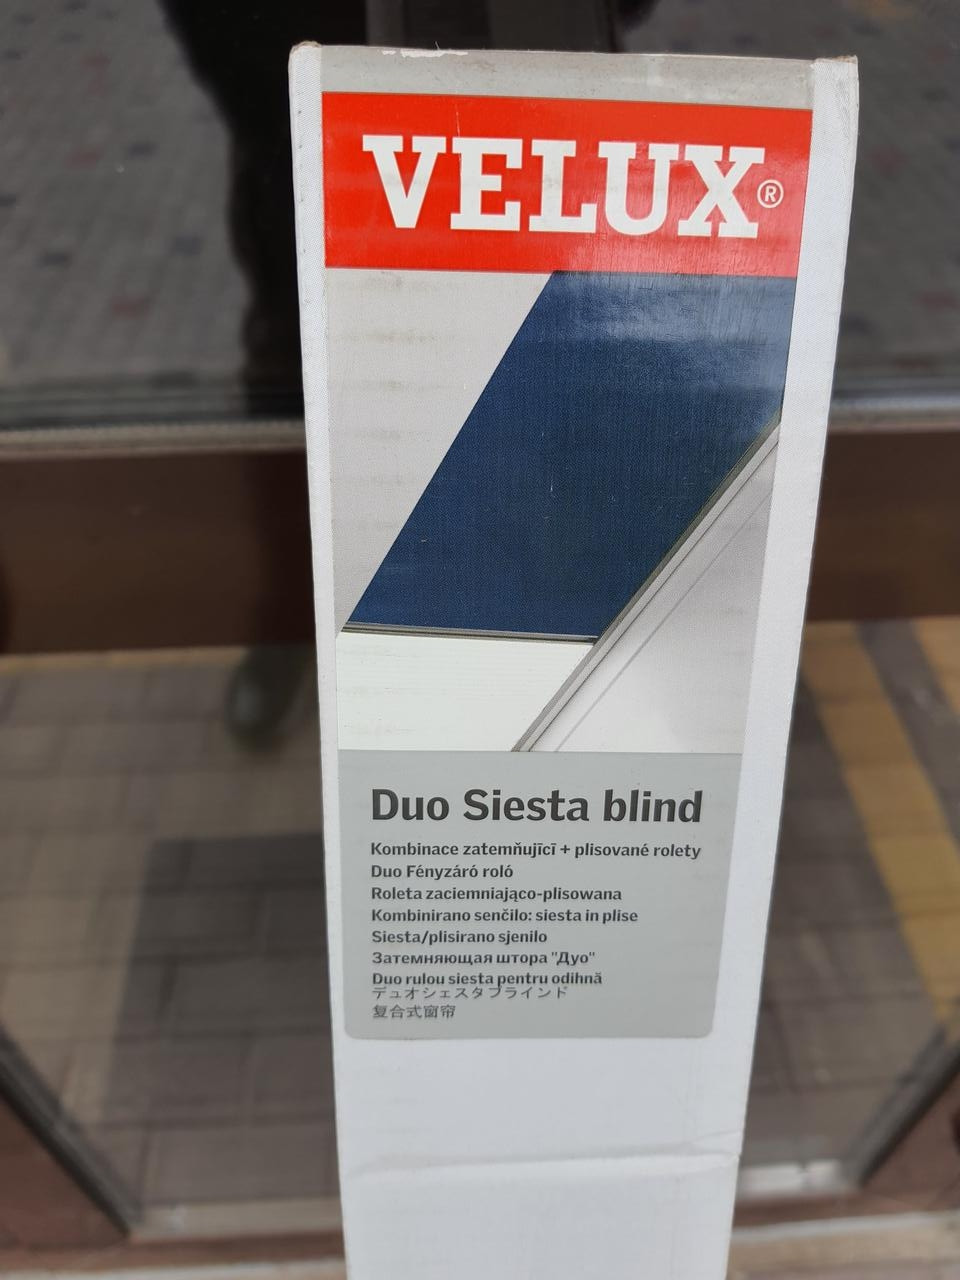 VELUX®
Duo Siesta blind
Kombinace zatemňujīcī + plisované rolety
Duo Fényzáró roló
Roleta zaciemniająco-plisowana
Kombinirano senčilo: siesta in plise
Siesta/plisirano sjenilo
Затемняющая штора "Дуо"
Duo rulou siesta pentru odihnă
デュオシェスタブラインド
复合式窗帘